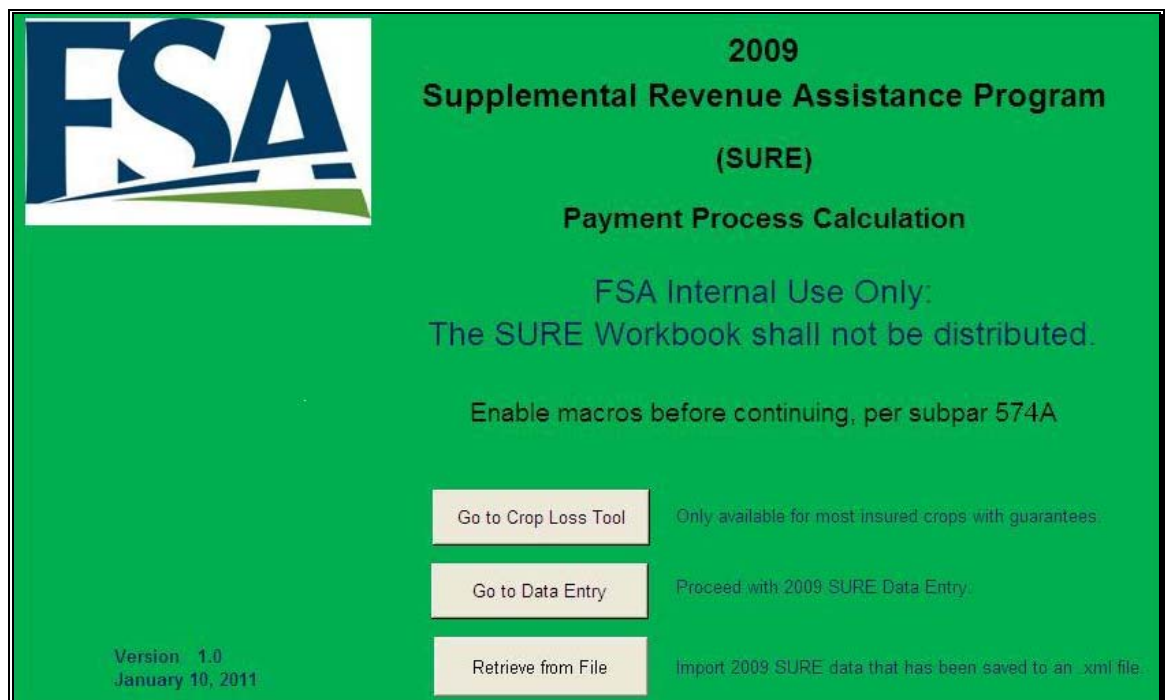 FSA
2009
Supplemental Revenue Assistance Program
(SURE)
Payment Process Calculation
FSA Internal Use Only:
The SURE Workbook shall not be distributed.
Enable macros before continuing, per subpar 574A
Go to Crop Loss Tool
Only available for most insured crops with guarantees.
Go to Data Entry
Proceed with 2009 SURE Data Entry.
Retrieve from File
Import 2009 SURE data that has been saved to an .xml file.
Version 1.0
January 10, 2011